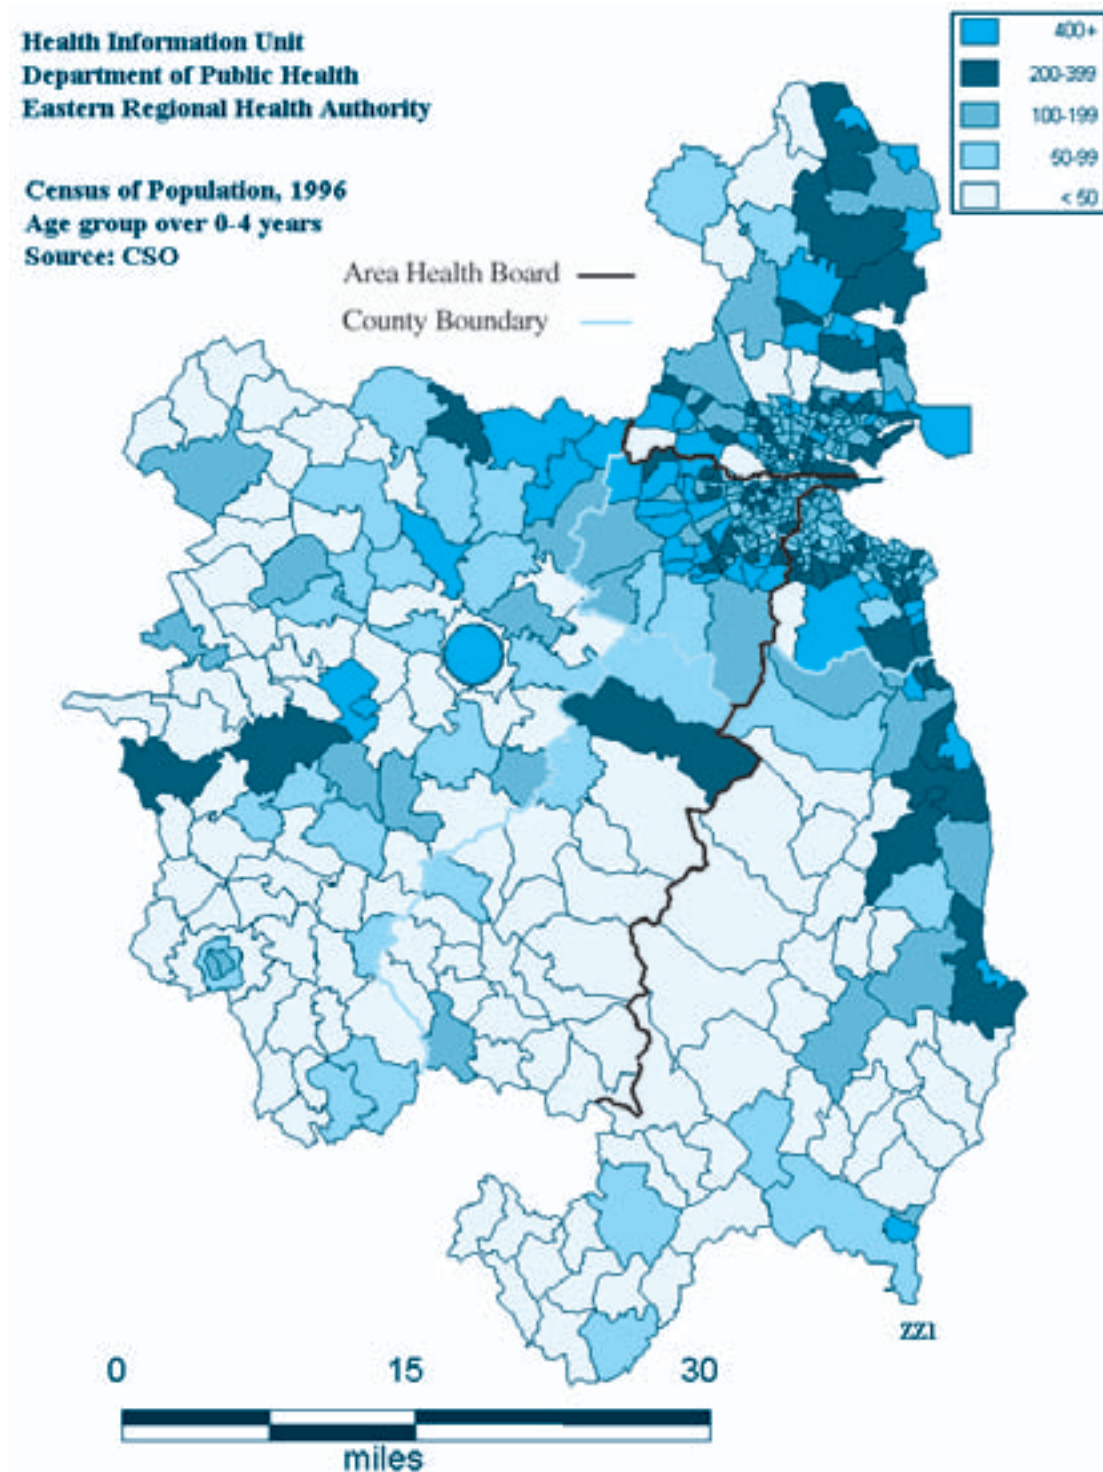 Health Information Unit
Department of Public Health
Eastern Regional Health Authority
Census of Population, 1996
Age group over 0-4 years
Source: CSO
400+
200-399
100-199
50-99
< 50
Area Health Board
County Boundary
ZZ1
0 15 30
miles